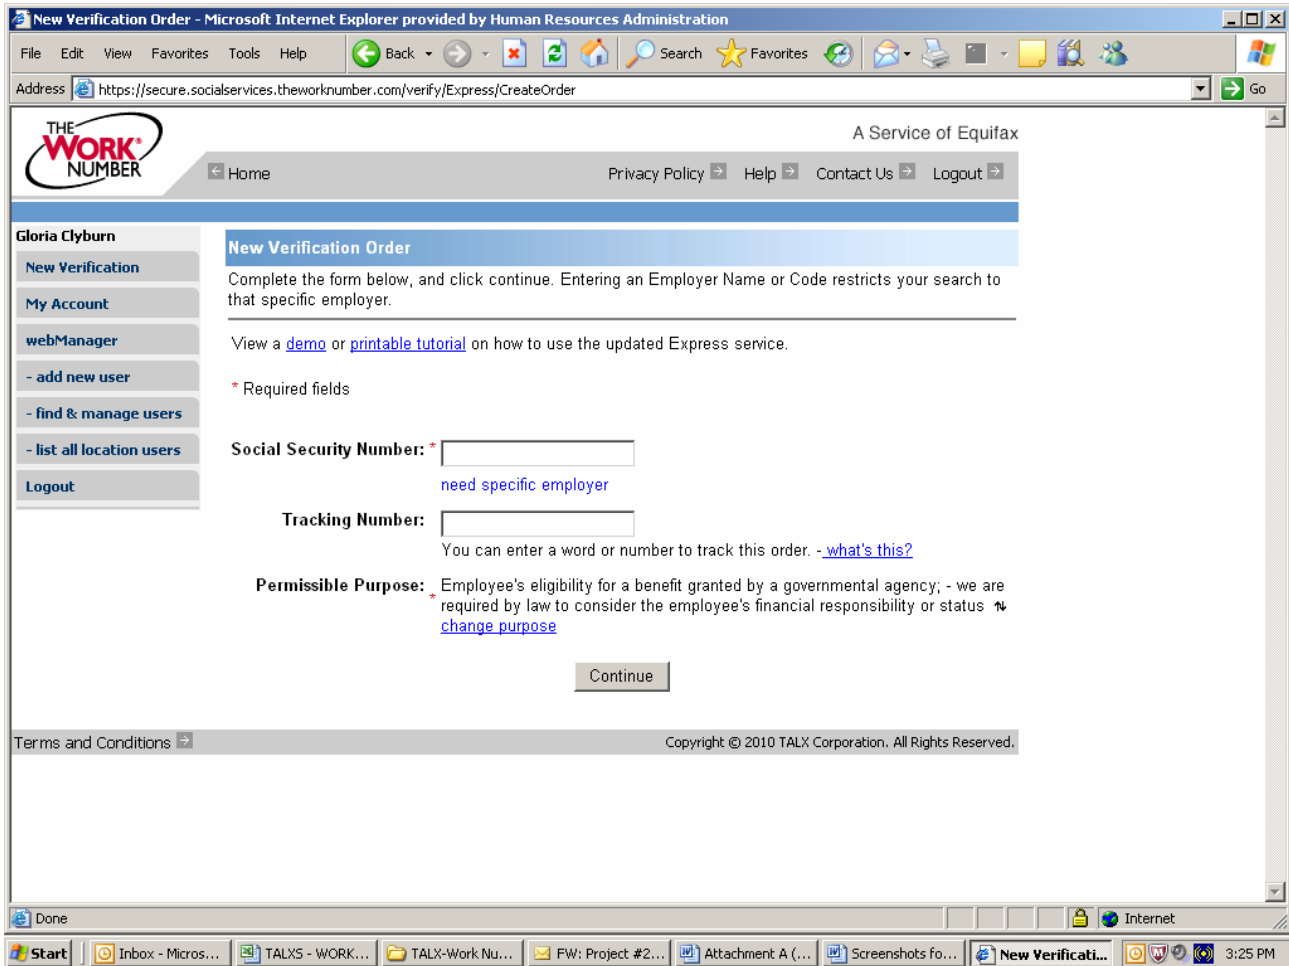 New Verification Order - Microsoft Internet Explorer provided by Human Resources Administration
File Edit View Favorites Tools Help Back Search Favorites
Address https://secure.socialservices.theworknumber.com/verify/Express/CreateOrder Go
THE
WORK®
NUMBER
A Service of Equifax
Home Privacy Policy Help Contact Us Logout
Gloria Clyburn
New Verification
My Account
webManager
- add new user
- find & manage users
- list all location users
Logout
New Verification Order
Complete the form below, and click continue. Entering an Employer Name or Code restricts your search to
that specific employer.
View a demo or printable tutorial on how to use the updated Express service.
* Required fields
Social Security Number: *
need specific employer
Tracking Number:
You can enter a word or number to track this order. - what's this?
Permissible Purpose: * Employee's eligibility for a benefit granted by a governmental agency; - we are
required by law to consider the employee's financial responsibility or status
change purpose
Continue
Terms and Conditions Copyright © 2010 TALX Corporation. All Rights Reserved.
Done Internet
Start Inbox - Micros... TALXS - WORK... TALX-Work Nu... FW: Project #2... Attachment A (... Screenshots fo... New Verificati... 3:25 PM